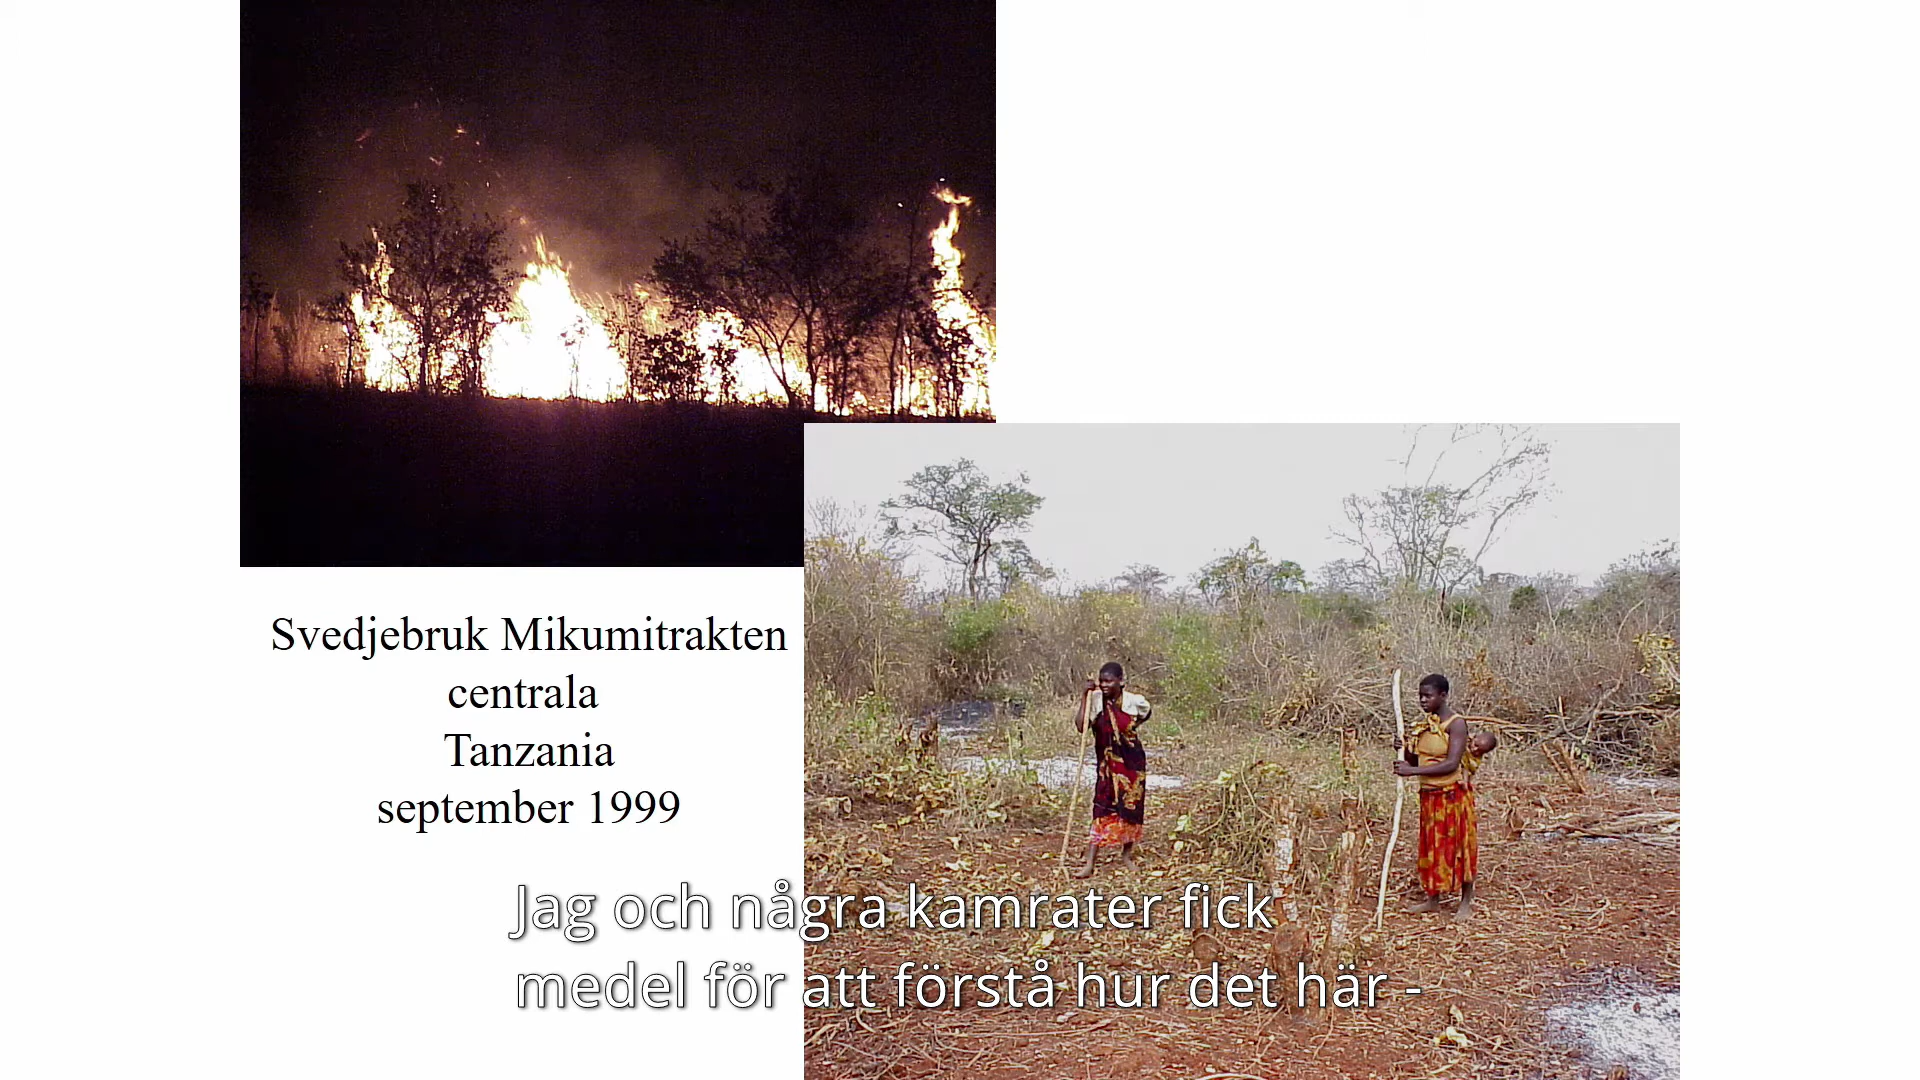 Svedjebruk Mikumitrakten
centrala
Tanzania
september 1999
Jag och några kamrater fick
medel för att förstå hur det här -